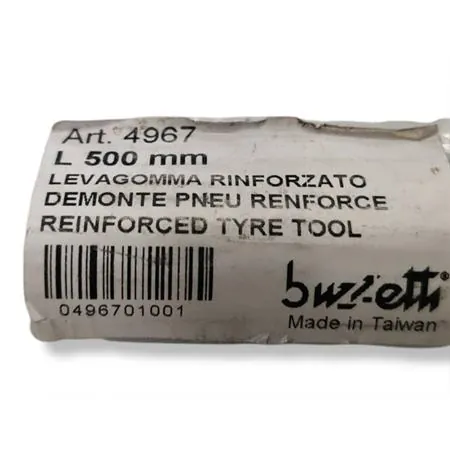 Art. 4967
L 500 mm
LEVAGOMMA RINFORZATO
DEMONTE PNEU RENFORCE
REINFORCED TYRE TOOL
0496701001
buzzetti®
Made in Taiwan